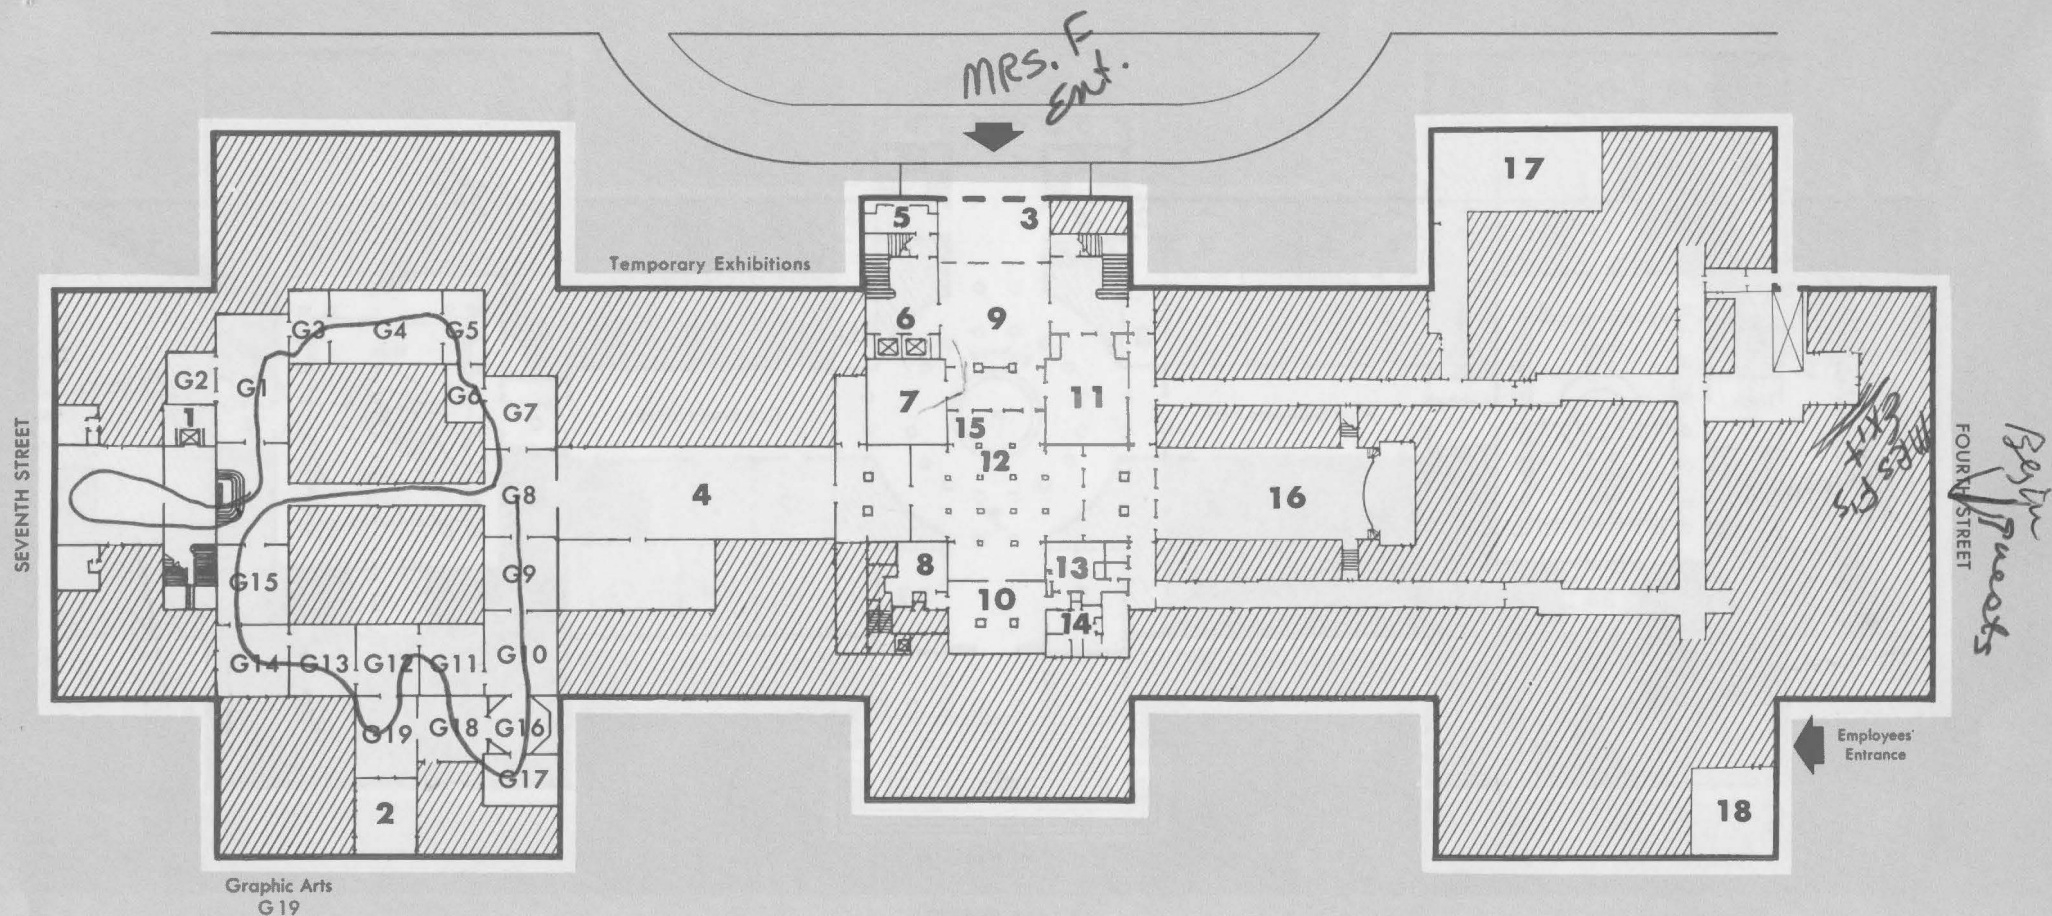 MRS. F
Ent.
17
5
3
Temporary Exhibitions
6
9
G3
G4
G5
G2
G1
G6
G7
1
7
11
15
12
SEVENTH STREET
G8
4
16
MRS F'S
Exit
FOURTH STREET
Begin
guests
G15
G9
8
13
10
14
G14
G13
G12
G11
G10
G19
G18
G16
G17
2
18
Employees'
Entrance
Graphic Arts
G19